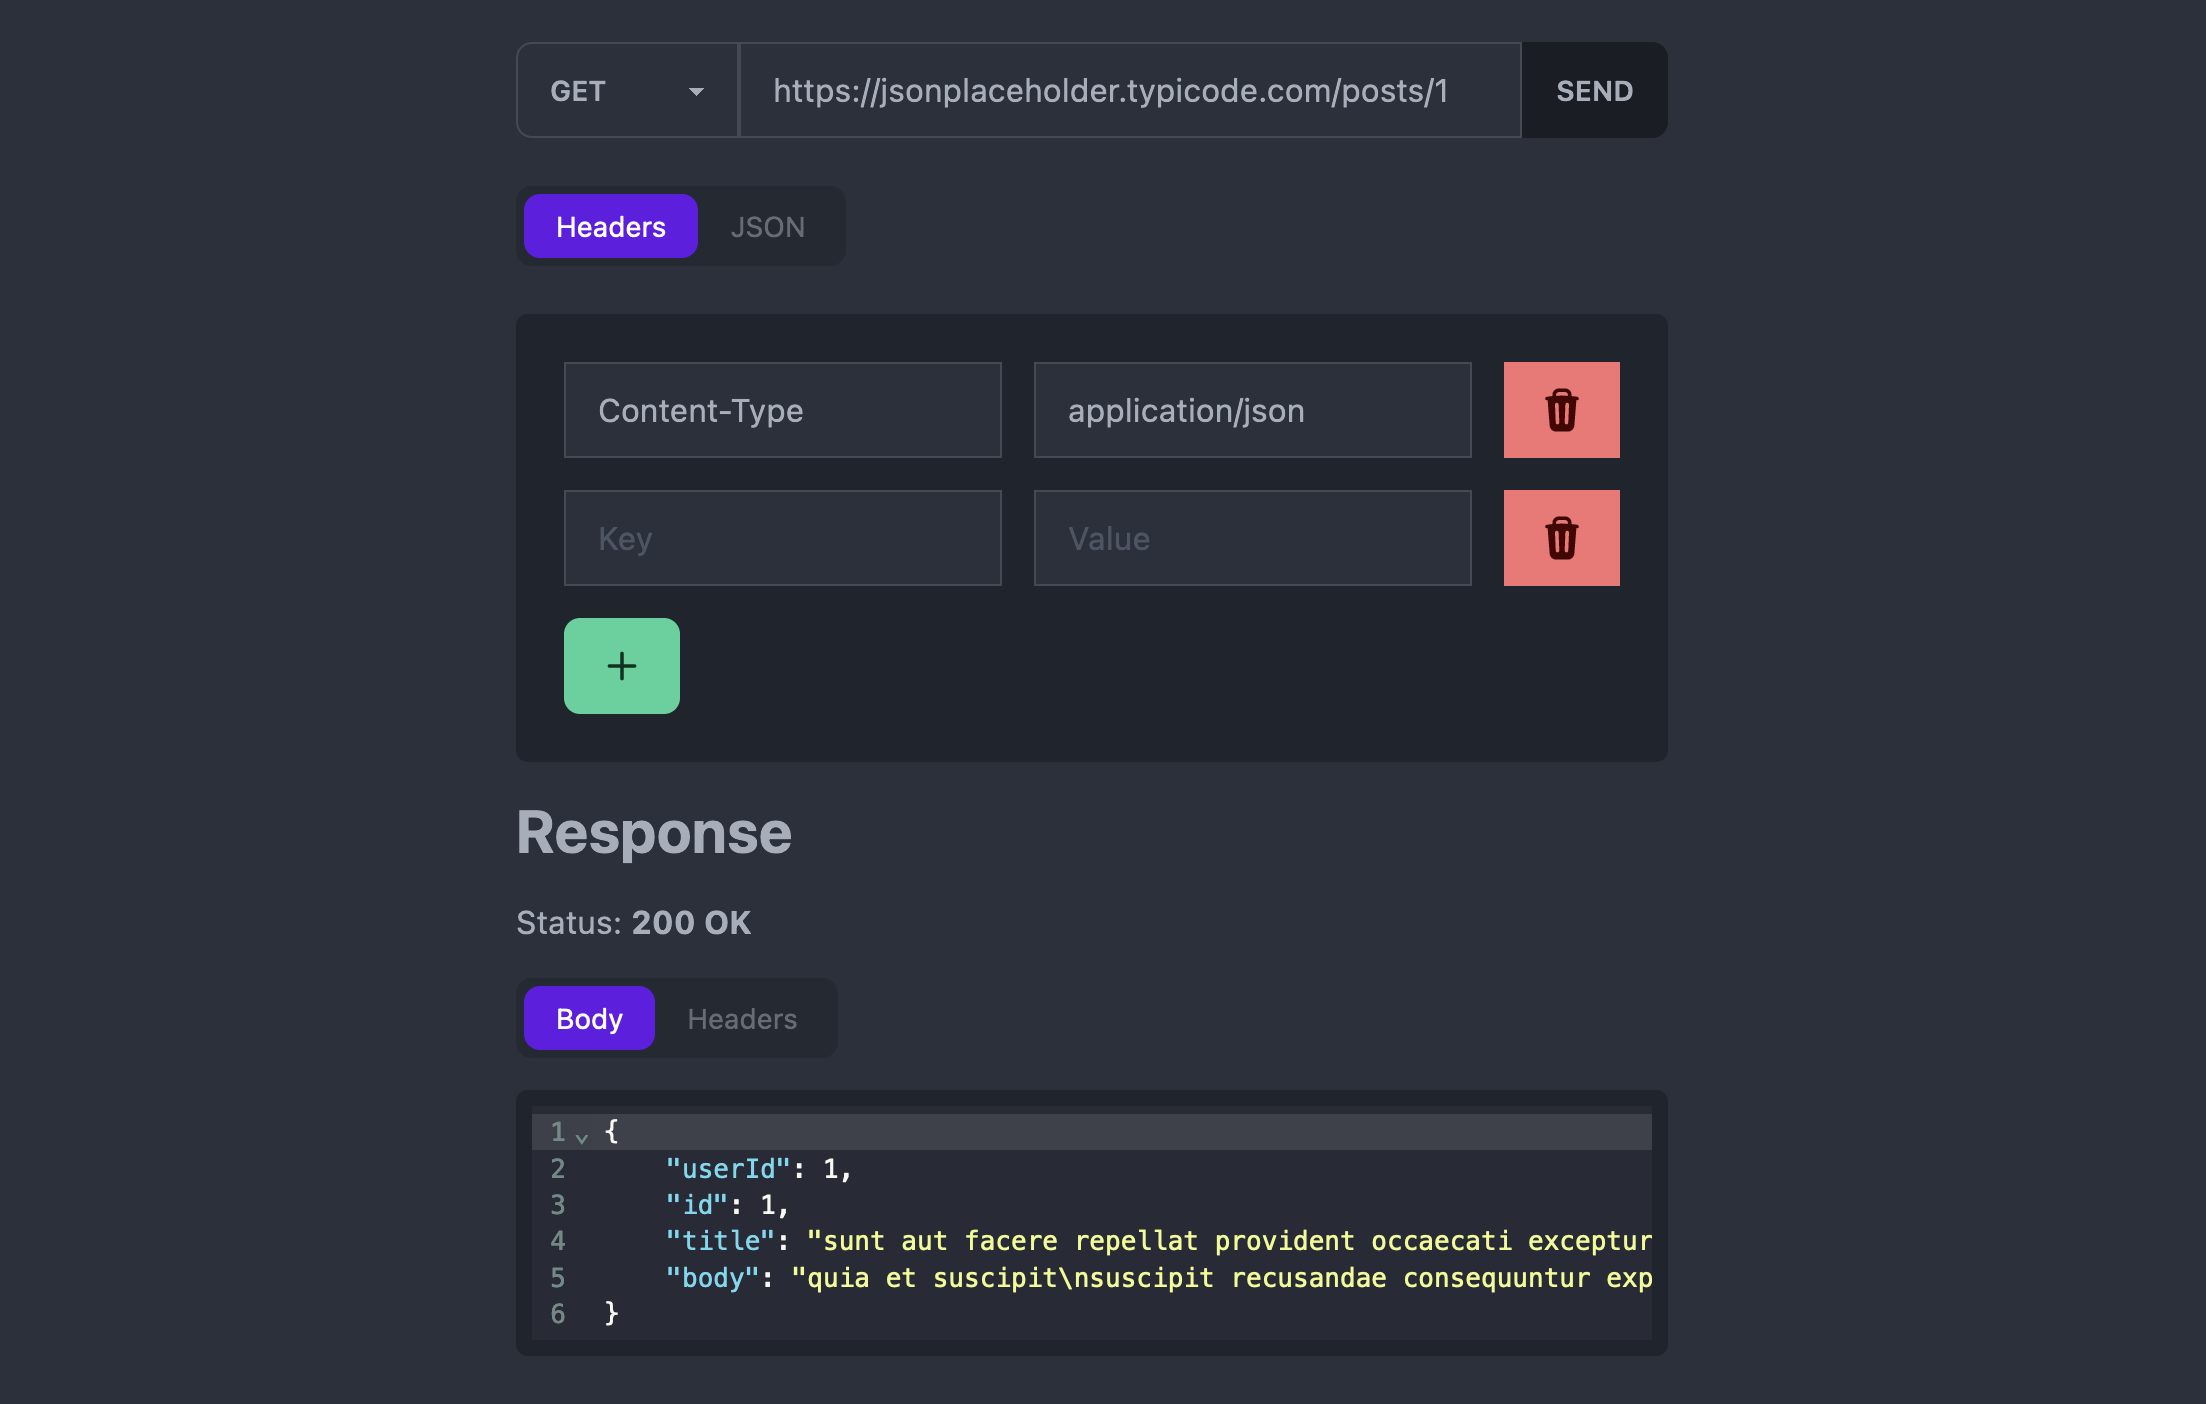 GET https://jsonplaceholder.typicode.com/posts/1 SEND
Headers JSON
Content-Type application/json
Key Value
+
Response
Status: 200 OK
Body Headers
1 {
2 "userId": 1,
3 "id": 1,
4 "title": "sunt aut facere repellat provident occaecati exceptur
5 "body": "quia et suscipit\nsuscipit recusandae consequuntur exp
6 }